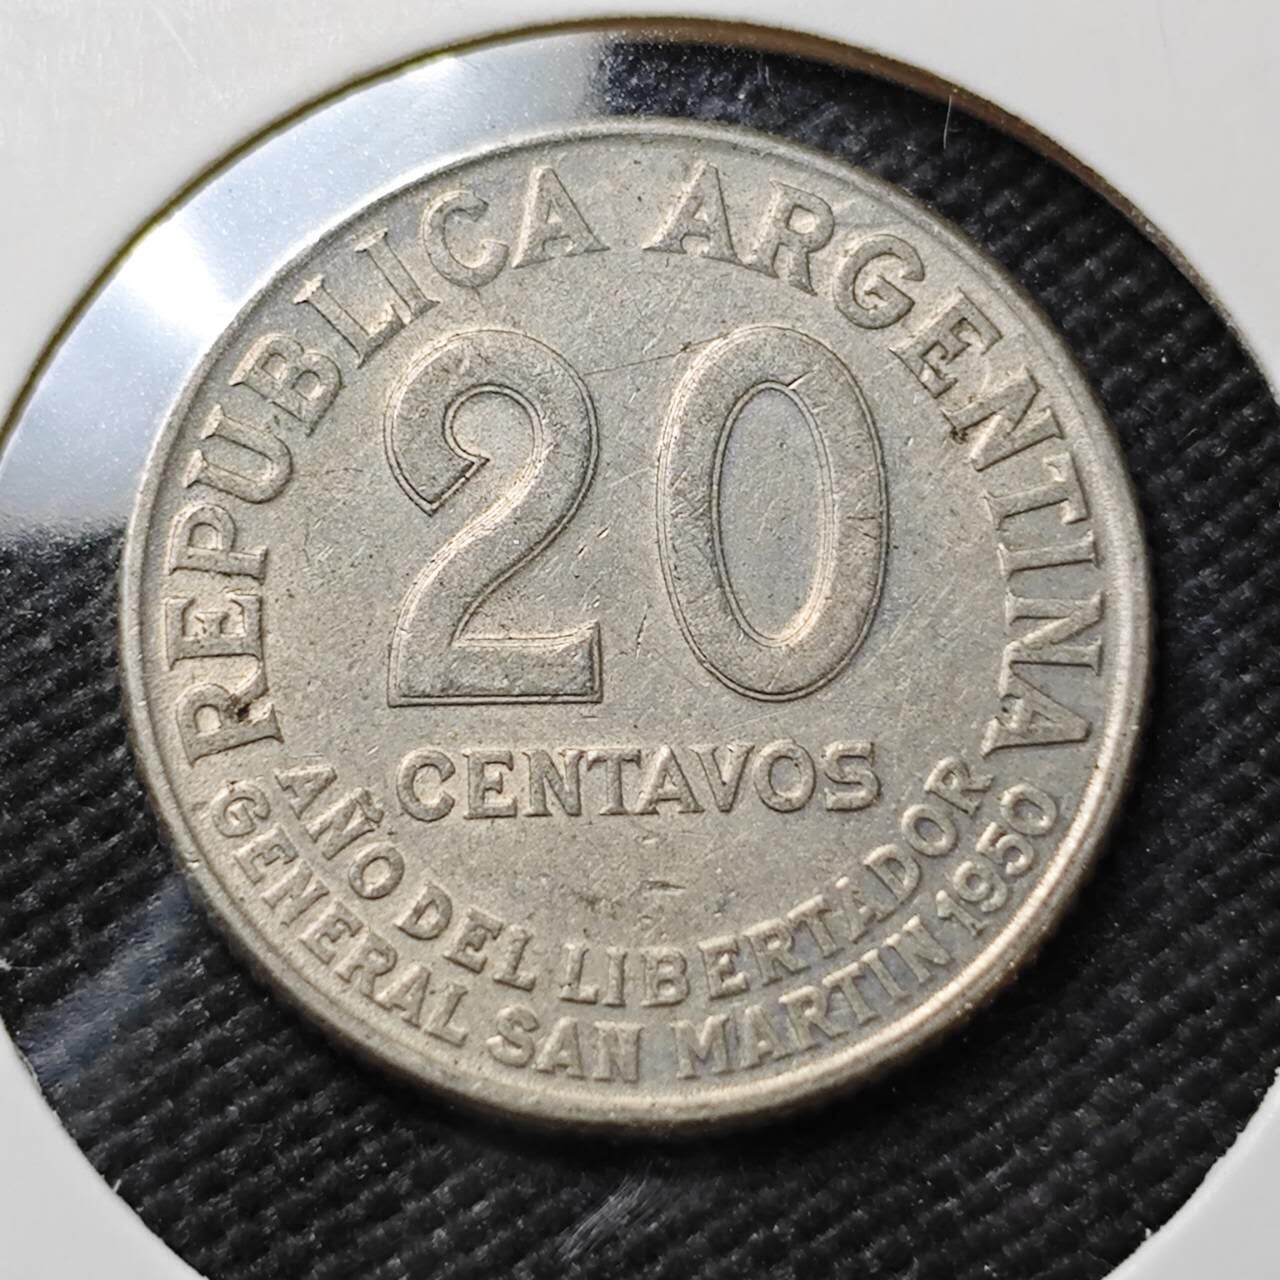 REPUBLICA ARGENTINA
20
CENTAVOS
AÑO DEL LIBERTADOR
GENERAL SAN MARTIN 1950